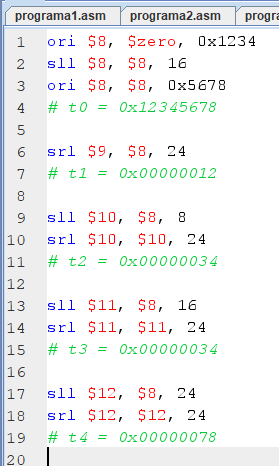 programa1.asm programa2.asm progra
1 ori $8, $zero, 0x1234
2 sll $8, $8, 16
3 ori $8, $8, 0x5678
4 # t0 = 0x12345678
5
6 srl $9, $8, 24
7 # t1 = 0x00000012
8
9 sll $10, $8, 8
10 srl $10, $10, 24
11 # t2 = 0x00000034
12
13 sll $11, $8, 16
14 srl $11, $11, 24
15 # t3 = 0x00000034
16
17 sll $12, $8, 24
18 srl $12, $12, 24
19 # t4 = 0x00000078
20